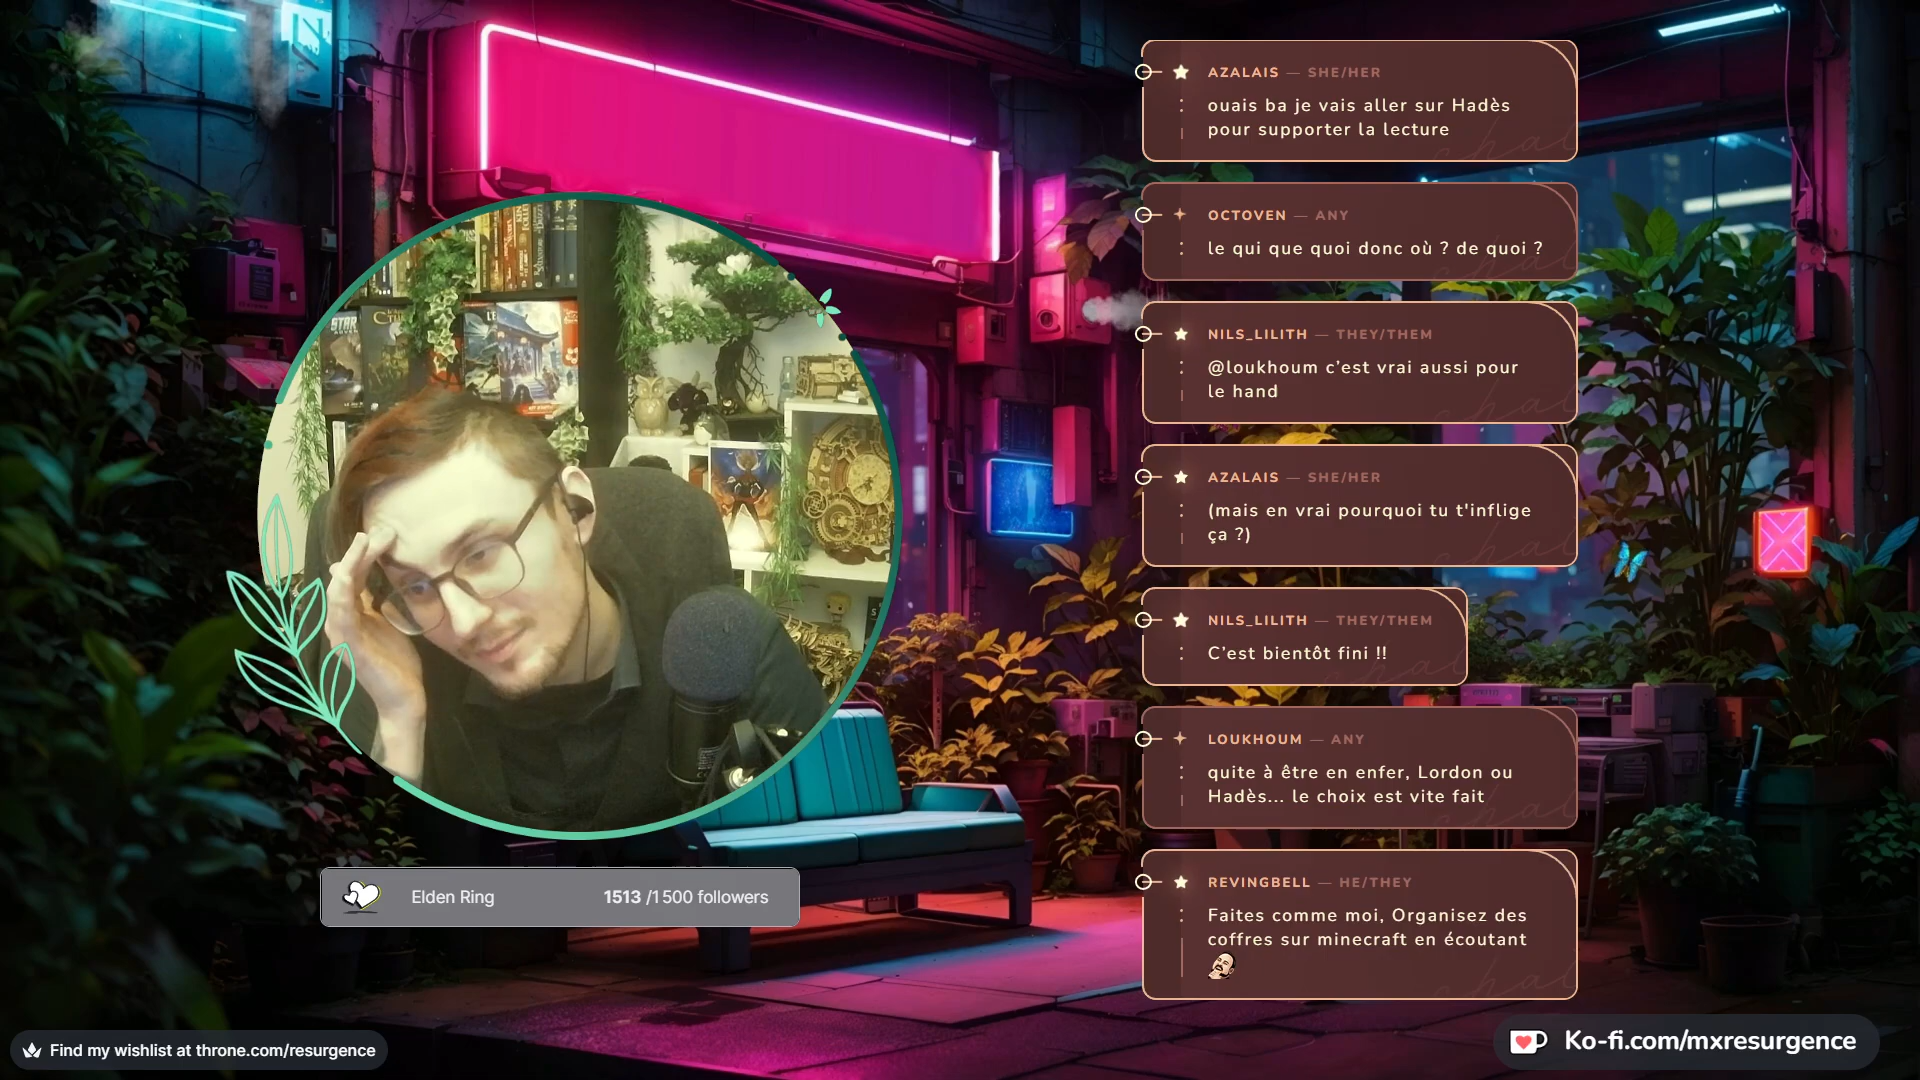 AZALAIS — SHE/HER
ouais ba je vais aller sur Hadès
pour supporter la lecture
OCTOVEN — ANY
le qui que quoi donc où ? de quoi ?
NILS_LILITH — THEY/THEM
@loukhoum c'est vrai aussi pour
le hand
AZALAIS — SHE/HER
(mais en vrai pourquoi tu t'inflige
ça ?)
NILS_LILITH — THEY/THEM
C'est bientôt fini !!
LOUKHOUM — ANY
quite à être en enfer, Lordon ou
Hadès... le choix est vite fait
REVINGBELL — HE/THEY
Faites comme moi, Organisez des
coffres sur minecraft en écoutant
Elden Ring
1513 /1 500 followers
Find my wishlist at throne.com/resurgence
Ko-fi.com/mxresurgence